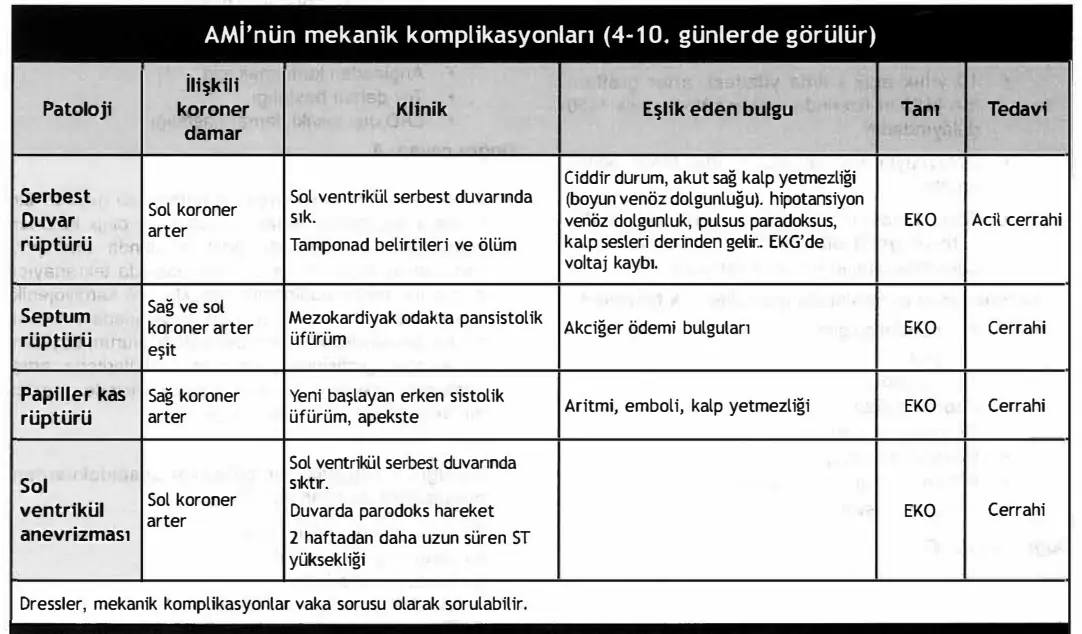 AMİ'nün mekanik komplikasyonları (4-10. günlerde görülür)
Patoloji
İlişkili
koroner
damar
Klinik
Eşlik eden bulgu
Tanı
Tedavi
Serbest
Duvar
rüptürü
Sol koroner
arter
Sol ventrikül serbest duvarında
sık.
Tamponad belirtileri ve ölüm
Ciddir durum, akut sağ kalp yetmezliği
(boyun venöz dolgunluğu). hipotansiyon
venöz dolgunluk, pulsus paradoksus,
kalp sesleri derinden gelir. EKG'de
voltaj kaybı.
EKO
Acil cerrahi
Septum
rüptürü
Sağ ve sol
koroner arter
eşit
Mezokardiyak odakta pansistolik
üfürüm
Akciğer ödemi bulguları
EKO
Cerrahi
Papiller kas
rüptürü
Sağ koroner
arter
Yeni başlayan erken sistolik
üfürüm, apekste
Aritmi, emboli, kalp yetmezliği
EKO
Cerrahi
Sol
ventrikül
anevrizması
Sol koroner
arter
Sol ventrikül serbest duvarında
sıktır.
Duvarda parodoks hareket
2 haftadan daha uzun süren ST
yüksekliği
EKO
Cerrahi
Dressler, mekanik komplikasyonlar vaka sorusu olarak sorulabilir.